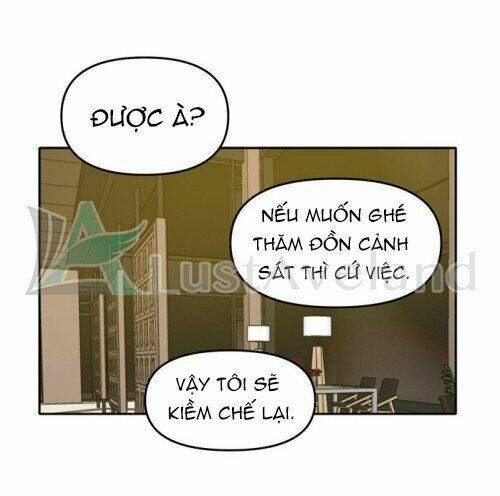 ĐƯỢC À?
NẾU MUỐN GHÉ
THĂM ĐỒN CẢNH
SÁT THÌ CỨ VIỆC.
LustAveland
VẬY TÔI SẼ
KIỀM CHẾ LẠI.